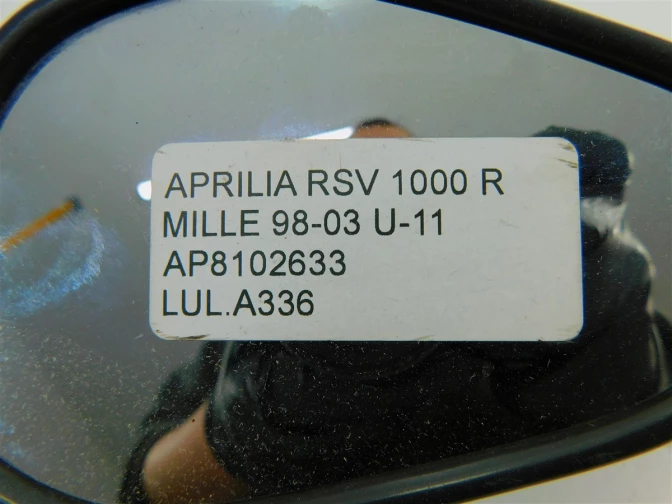 APRILIA RSV 1000 R
MILLE 98-03 U-11
AP8102633
LUL.A336